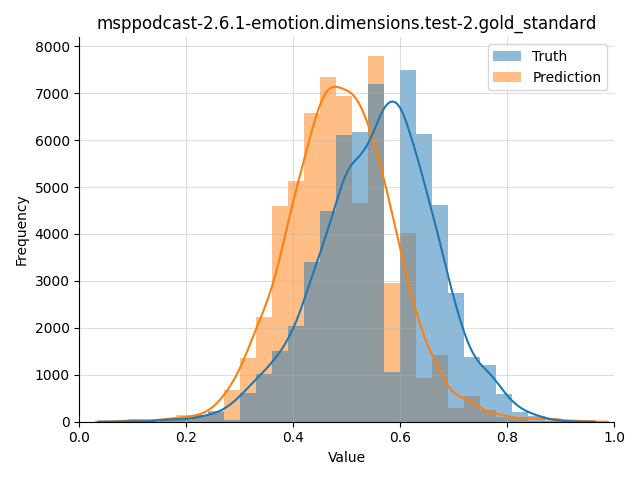 msppodcast-2.6.1-emotion.dimensions.test-2.gold_standard
Truth
Prediction
Frequency
8000
7000
6000
5000
4000
3000
2000
1000
0
0.0 0.2 0.4 0.6 0.8 1.0
Value